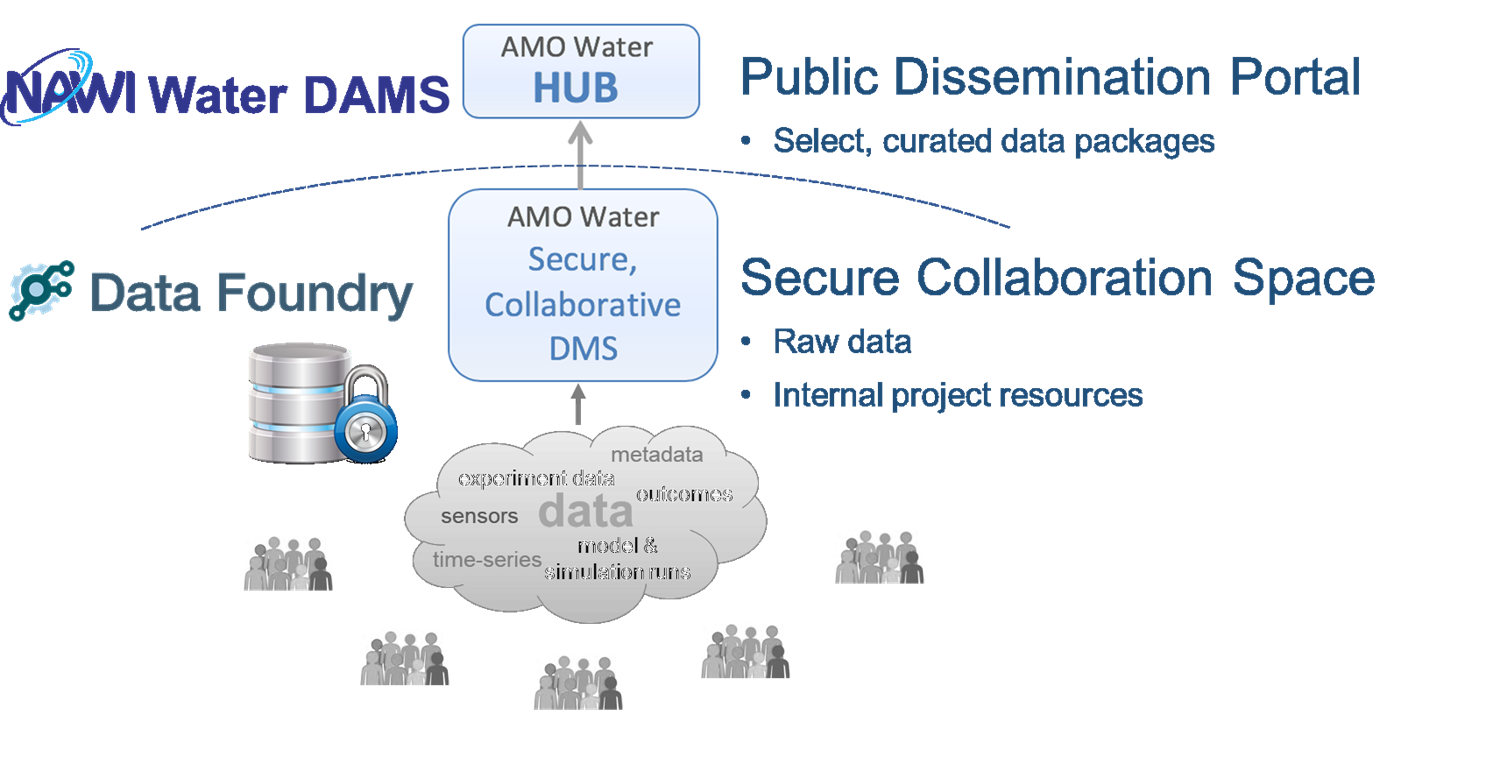 NAWI Water DAMS
AMO Water
HUB
Public Dissemination Portal
• Select, curated data packages
Data Foundry
AMO Water
Secure,
Collaborative
DMS
Secure Collaboration Space
• Raw data
• Internal project resources
metadata
experiment data
outcomes
sensors
data
time-series
model &
simulation runs